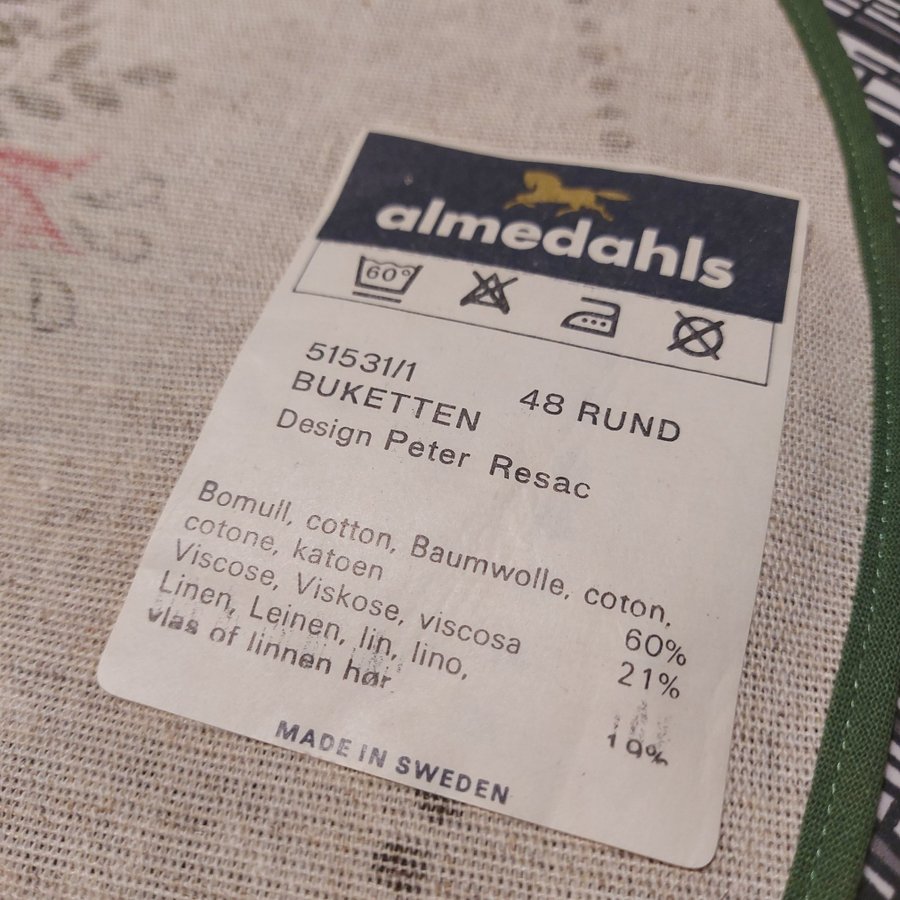 almedahls
60°
51531/1
BUKETTEN 48 RUND
Design Peter Resac
Bomull, cotton, Baumwolle, coton,
cotone, katoen 60%
Viscose, Viskose, viscosa 21%
Linen, Leinen, lin, lino,
vlas of linnen hør 19%
MADE IN SWEDEN